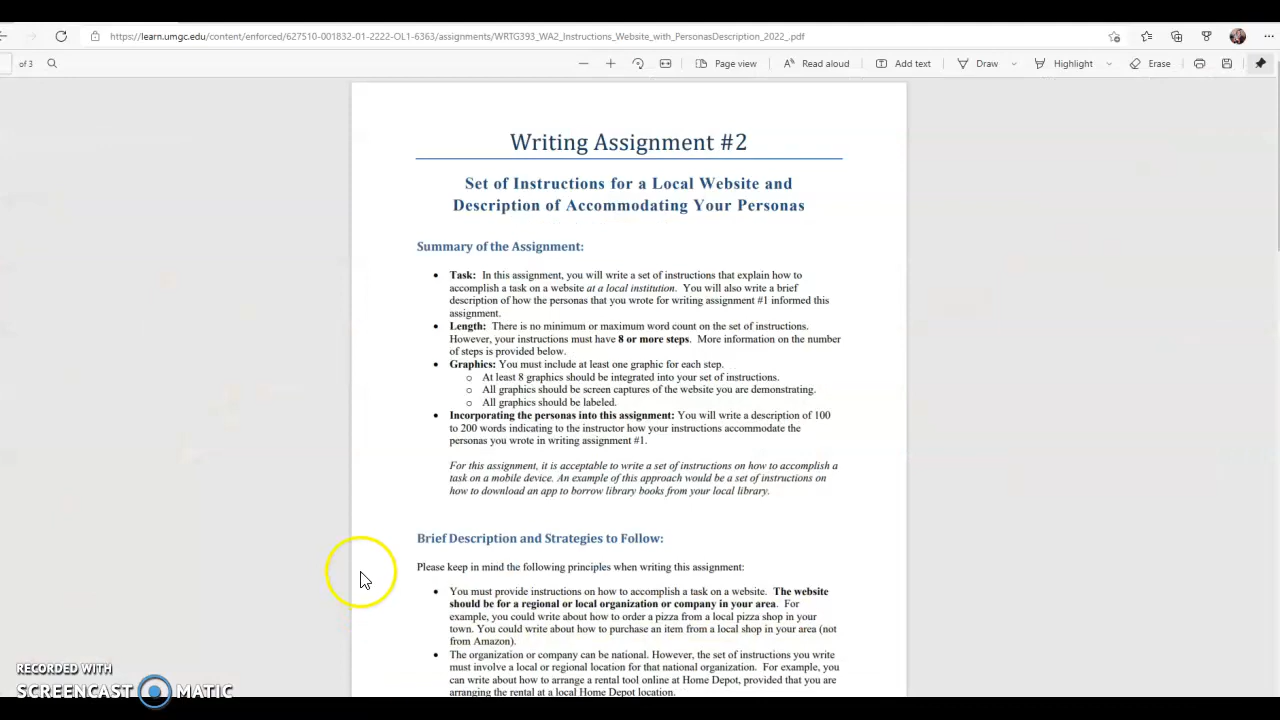 https://learn.umgc.edu/content/enforced/627510-001832-01-2222-OL1-6363/assignments/WRTG393_WA2_Instructions_Website_with_PersonasDescription_2022_.pdf
of 3
Page view
Read aloud
Add text
Draw
Highlight
Erase
Writing Assignment #2
Set of Instructions for a Local Website and
Description of Accommodating Your Personas
Summary of the Assignment:
• Task: In this assignment, you will write a set of instructions that explain how to
accomplish a task on a website at a local institution. You will also write a brief
description of how the personas that you wrote for writing assignment #1 informed this
assignment.
• Length: There is no minimum or maximum word count on the set of instructions.
However, your instructions must have 8 or more steps. More information on the number
of steps is provided below.
• Graphics: You must include at least one graphic for each step.
o At least 8 graphics should be integrated into your set of instructions.
o All graphics should be screen captures of the website you are demonstrating.
o All graphics should be labeled.
• Incorporating the personas into this assignment: You will write a description of 100
to 200 words indicating to the instructor how your instructions accommodate the
personas you wrote in writing assignment #1.
For this assignment, it is acceptable to write a set of instructions on how to accomplish a
task on a mobile device. An example of this approach would be a set of instructions on
how to download an app to borrow library books from your local library.
Brief Description and Strategies to Follow:
Please keep in mind the following principles when writing this assignment:
• You must provide instructions on how to accomplish a task on a website. The website
should be for a regional or local organization or company in your area. For
example, you could write about how to order a pizza from a local pizza shop in your
town. You could write about how to purchase an item from a local shop in your area (not
from Amazon).
• The organization or company can be national. However, the set of instructions you write
must involve a local or regional location for that national organization. For example, you
can write about how to arrange a rental tool online at Home Depot, provided that you are
arranging the rental at a local Home Depot location.
RECORDED WITH
SCREENCAST MATIC